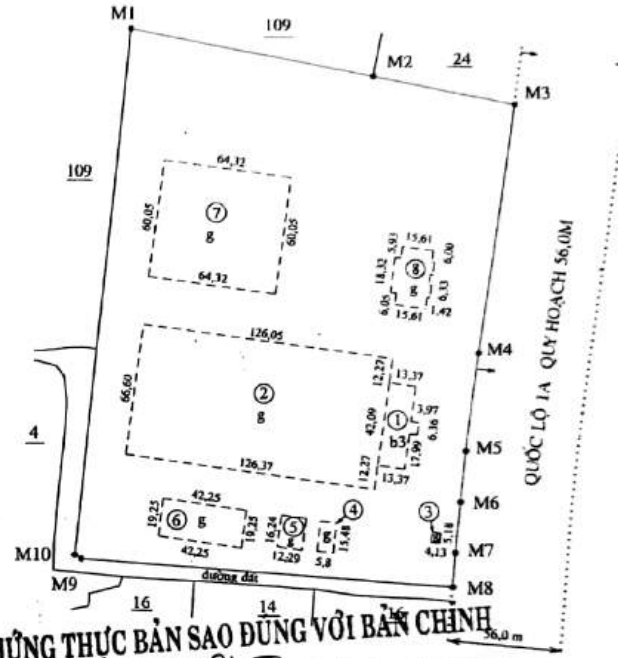 M1
109
M2
24
M3
109
64,32
60,05
⑦
g
60,05
64,32
15,61
5,93
6,00
18,32
⑧
g
6,33
6,05
15,61
1,42
QUỐC LỘ 1A QUY HOẠCH 56,0M
M4
126,05
12,27
13,37
66,60
②
g
42,09
①
3,97
6,36
b3
17,99
4
126,37
12,27
13,37
M5
M6
42,25
④
③
19,25
⑥
g
19,25
16,24
⑤
g
g
15,48
5,18
42,25
12,29
5,8
4,13
M7
M10
M9
đường đất
M8
16
14
16
56,0 m
CHỨNG THỰC BẢN SAO ĐÚNG VỚI BẢN CHÍNH